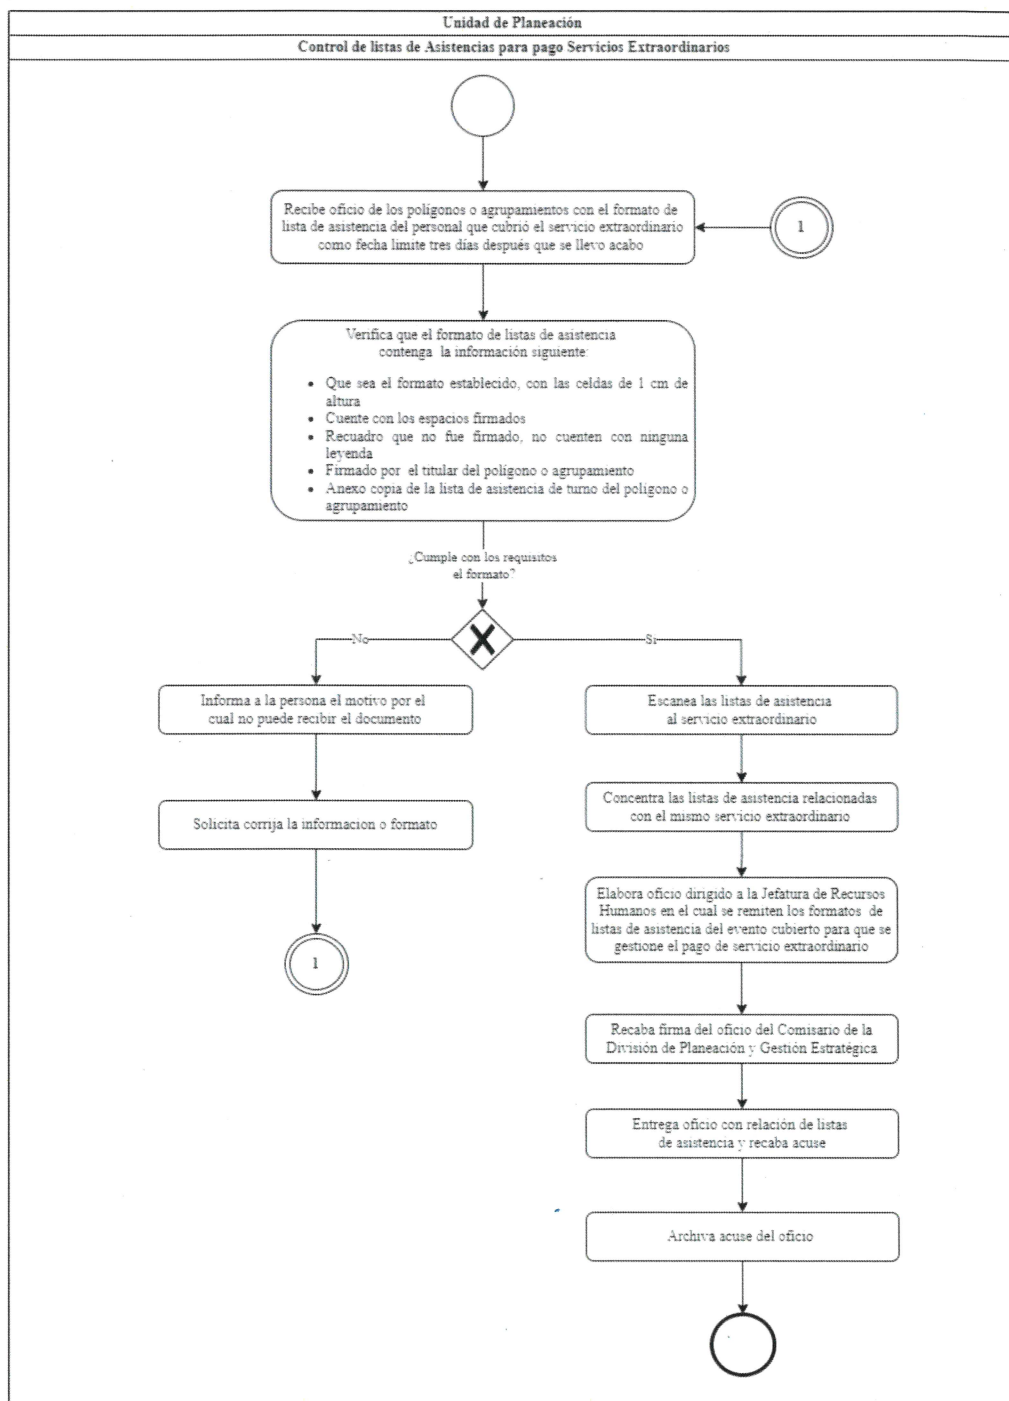 Unidad de Planeación
Control de listas de Asistencias para pago Servicios Extraordinarios
Recibe oficio de los polígonos o agrupamientos con el formato de
lista de asistencia del personal que cubrió el servicio extraordinario
como fecha limite tres días después que se llevo acabo
1
Verifica que el formato de listas de asistencia
contenga la información siguiente:
• Que sea el formato establecido, con las celdas de 1 cm de
altura
• Cuente con los espacios firmados
• Recuadro que no fue firmado, no cuenten con ninguna
leyenda
• Firmado por el titular del polígono o agrupamiento
• Anexo copia de la lista de asistencia de turno del polígono o
agrupamiento
¿Cumple con los requisitos
el formato?
No
Si
Informa a la persona el motivo por el
cual no puede recibir el documento
Solicita corrija la informacion o formato
1
Escanea las listas de asistencia
al servicio extraordinario
Concentra las listas de asistencia relacionadas
con el mismo servicio extraordinario
Elabora oficio dirigido a la Jefatura de Recursos
Humanos en el cual se remiten los formatos de
listas de asistencia del evento cubierto para que se
gestione el pago de servicio extraordinario
Recaba firma del oficio del Comisario de la
División de Planeación y Gestión Estratégica
Entrega oficio con relación de listas
de asistencia y recaba acuse
Archiva acuse del oficio